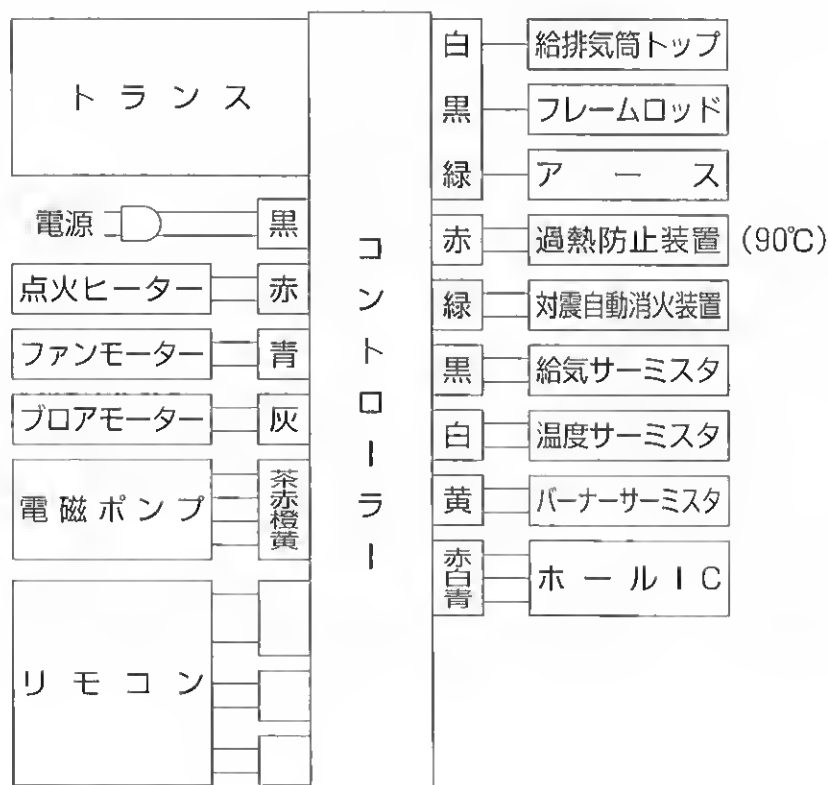 トランス
電源
黒
点火ヒーター
赤
ファンモーター
青
ブロアモーター
灰
電磁ポンプ
茶
赤
橙
黄
リモコン
コントローラー
白
給排気筒トップ
黒
フレームロッド
緑
アース
赤
過熱防止装置 (90℃)
緑
対震自動消火装置
黒
給気サーミスタ
白
温度サーミスタ
黄
バーナーサーミスタ
赤
白
青
ホールIC